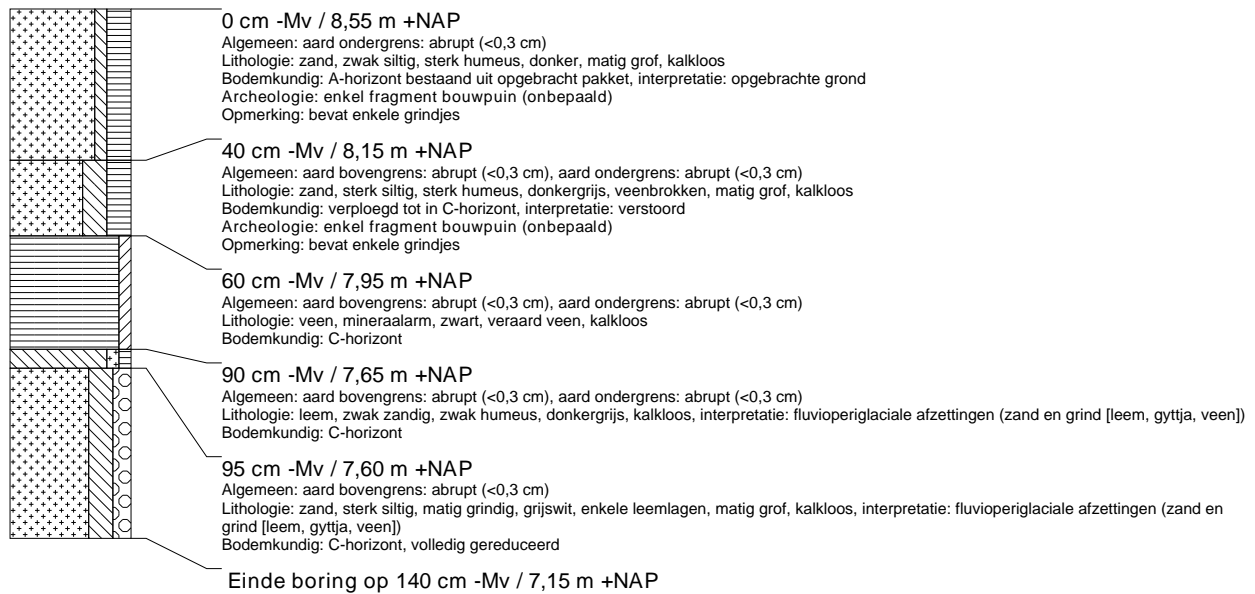 0 cm -Mv / 8,55 m +NAP
Algemeen: aard ondergrens: abrupt (<0,3 cm)
Lithologie: zand, zwak siltig, sterk humeus, donker, matig grof, kalkloos
Bodemkundig: A-horizont bestaand uit opgebracht pakket, interpretatie: opgebrachte grond
Archeologie: enkel fragment bouwpuin (onbepaald)
Opmerking: bevat enkele grindjes
40 cm -Mv / 8,15 m +NAP
Algemeen: aard bovengrens: abrupt (<0,3 cm), aard ondergrens: abrupt (<0,3 cm)
Lithologie: zand, sterk siltig, sterk humeus, donkergrijs, veenbrokken, matig grof, kalkloos
Bodemkundig: verploegd tot in C-horizont, interpretatie: verstoord
Archeologie: enkel fragment bouwpuin (onbepaald)
Opmerking: bevat enkele grindjes
60 cm -Mv / 7,95 m +NAP
Algemeen: aard bovengrens: abrupt (<0,3 cm), aard ondergrens: abrupt (<0,3 cm)
Lithologie: veen, mineraalarm, zwart, veraard veen, kalkloos
Bodemkundig: C-horizont
90 cm -Mv / 7,65 m +NAP
Algemeen: aard bovengrens: abrupt (<0,3 cm), aard ondergrens: abrupt (<0,3 cm)
Lithologie: leem, zwak zandig, zwak humeus, donkergrijs, kalkloos, interpretatie: fluvioperiglaciale afzettingen (zand en grind [leem, gyttja, veen])
Bodemkundig: C-horizont
95 cm -Mv / 7,60 m +NAP
Algemeen: aard bovengrens: abrupt (<0,3 cm)
Lithologie: zand, sterk siltig, matig grindig, grijswit, enkele leemlagen, matig grof, kalkloos, interpretatie: fluvioperiglaciale afzettingen (zand en
grind [leem, gyttja, veen])
Bodemkundig: C-horizont, volledig gereduceerd
Einde boring op 140 cm -Mv / 7,15 m +NAP